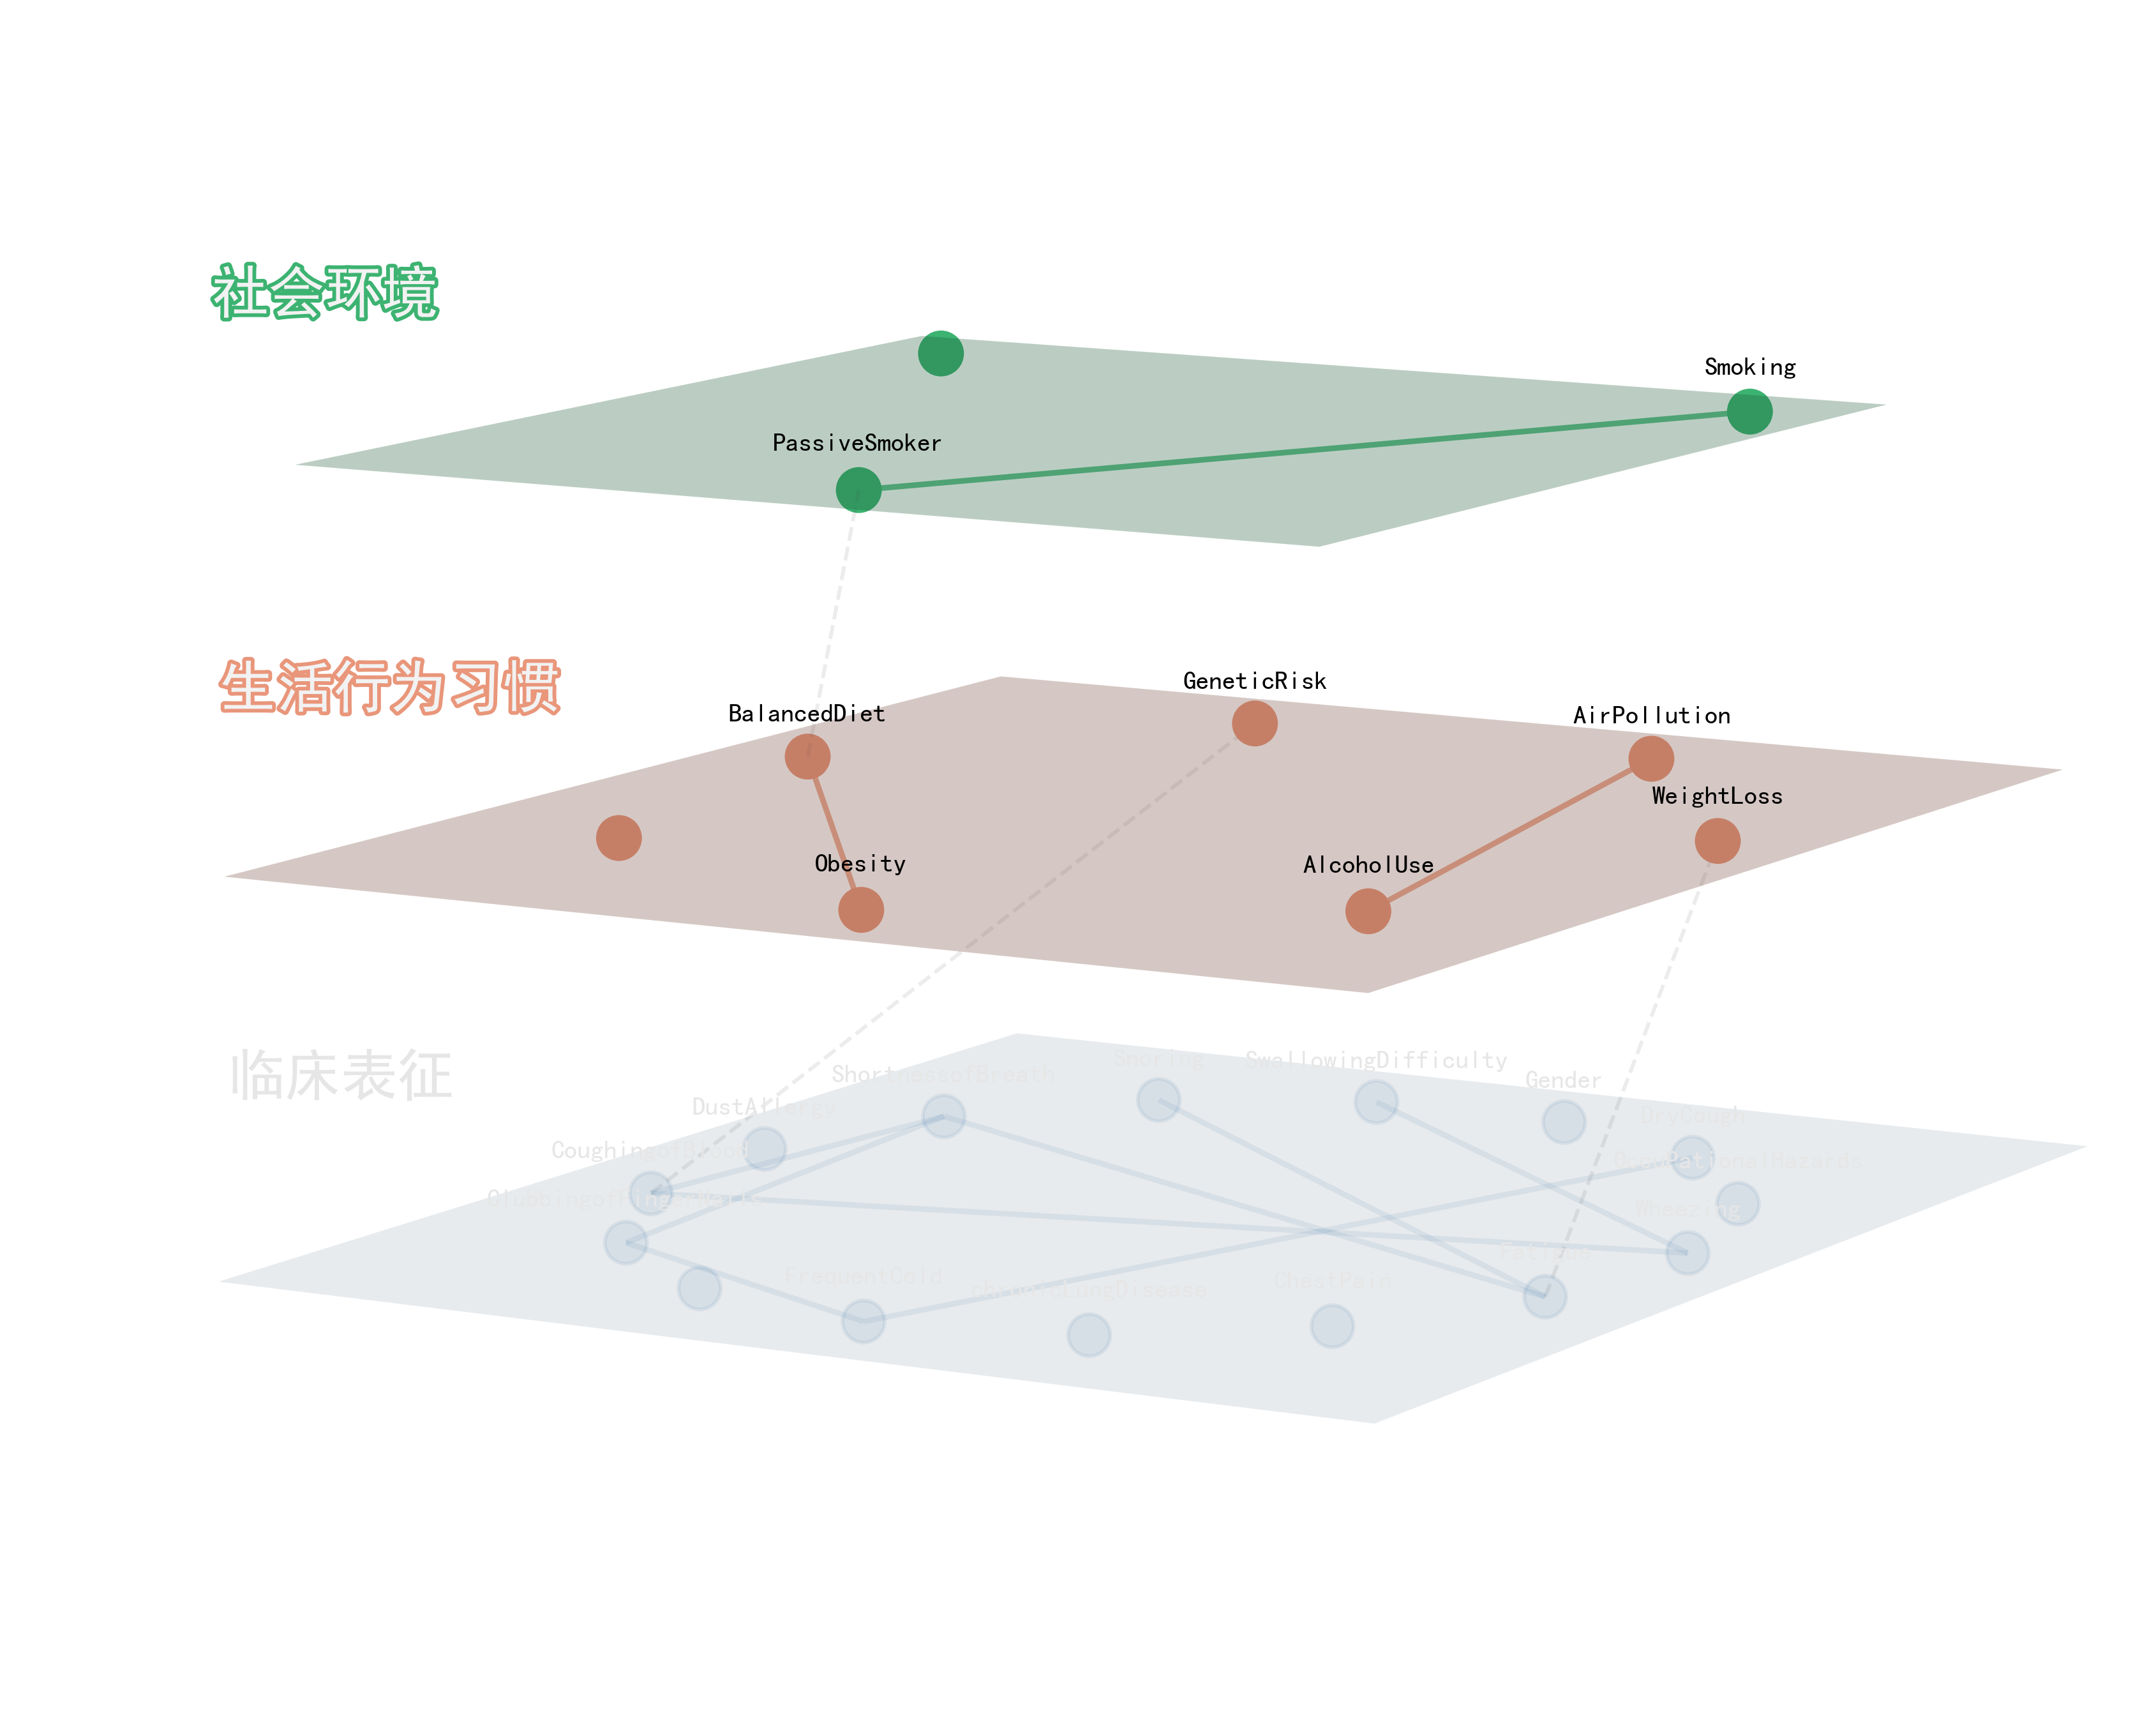 社会环境
Smoking
PassiveSmoker
生活行为习惯
GeneticRisk
BalancedDiet
AirPollution
WeightLoss
Obesity
AlcoholUse
临床表征
Snoring
SwallowingDifficulty
ShortnessofBreath
Gender
DustAllergy
DryCough
CoughingofBlood
OccuPationalHazards
ClubbingofFingerNails
Wheezing
Fatigue
FrequentCold
chronicLungDisease
ChestPain